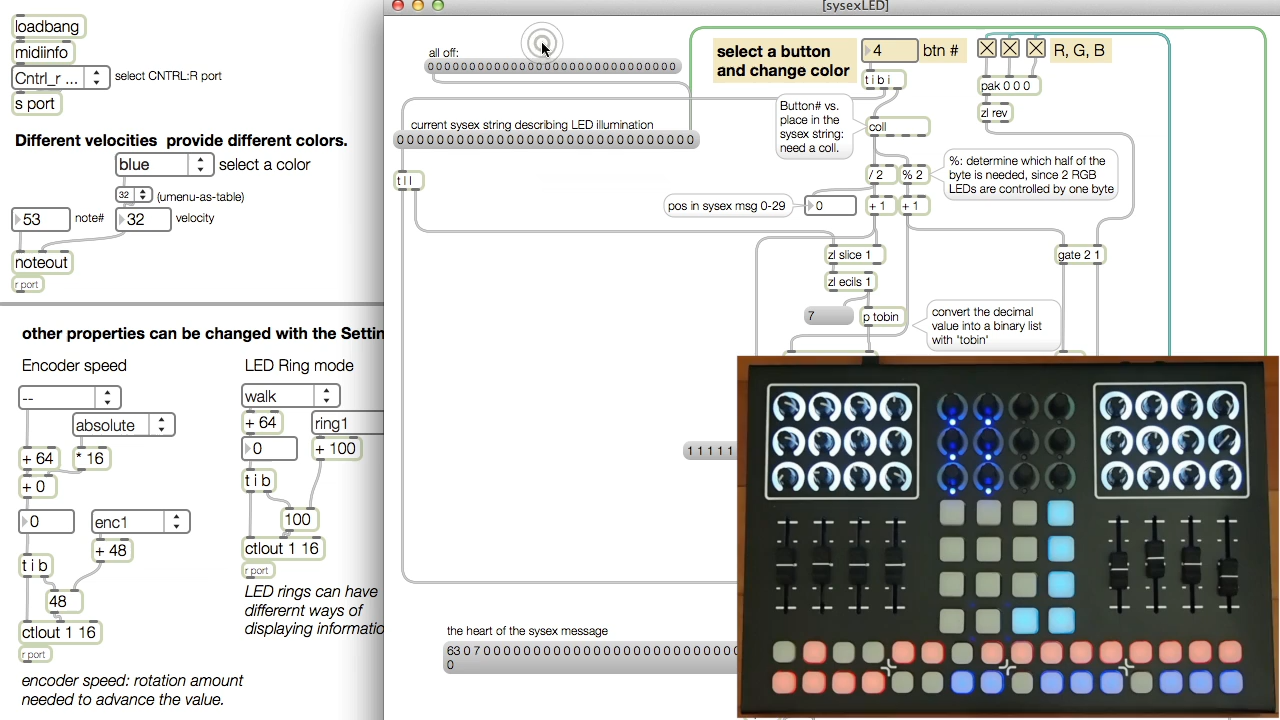 [sysexLED]
loadbang
midiinfo
Cntrl_r ...
select CNTRL:R port
s port
Different velocities provide different colors.
blue
select a color
32
(umenu-as-table)
53
note#
32
velocity
noteout
r port
other properties can be changed with the Settin
Encoder speed
--
absolute
+ 64
* 16
+ 0
0
enc1
+ 48
t i b
48
ctlout 1 16
r port
encoder speed: rotation amount
needed to advance the value.
LED Ring mode
walk
+ 64
ring1
0
+ 100
t i b
100
ctlout 1 16
r port
LED rings can have
differernt ways of
displaying informatio
all off:
0 0 0 0 0 0 0 0 0 0 0 0 0 0 0 0 0 0 0 0 0 0 0 0 0 0 0 0 0 0
current sysex string describing LED illumination
0 0 0 0 0 0 0 0 0 0 0 0 0 0 0 0 0 0 0 0 0 0 0 0 0 0 0 0 0 0
t l l
select a button
and change color
4
btn #
t i b i
R, G, B
pak 0 0 0
zl rev
Button# vs.
place in the
sysex string:
need a coll.
coll
/ 2
% 2
%: determine which half of the
byte is needed, since 2 RGB
LEDs are controlled by one byte
pos in sysex msg 0-29
0
+ 1
+ 1
zl slice 1
gate 2 1
zl ecils 1
7
p tobin
convert the decimal
value into a binary list
with 'tobin'
1 1 1 1 1
the heart of the sysex message
63 0 7 0 0 0 0 0 0 0 0 0 0 0 0 0 0 0 0 0 0 0 0 0 0 0 0 0 0
0